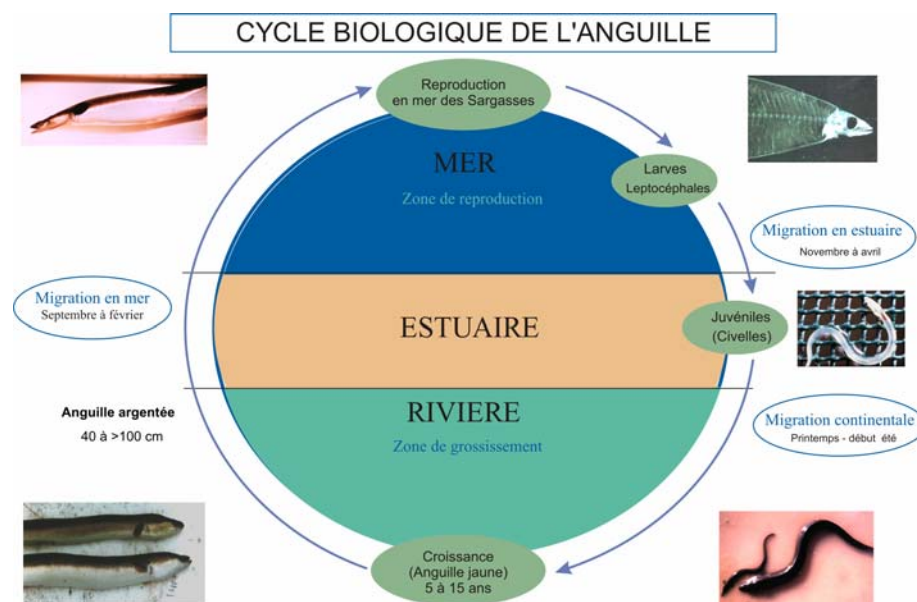 CYCLE BIOLOGIQUE DE L'ANGUILLE
Reproduction
en mer des Sargasses
MER
Zone de reproduction
Larves
Leptocéphales
Migration en estuaire
Novembre à avril
Migration en mer
Septembre à février
ESTUAIRE
Juvéniles
(Civelles)
Anguille argentée
40 à >100 cm
RIVIERE
Zone de grossissement
Migration continentale
Printemps - début été
Croissance
(Anguille jaune)
5 à 15 ans